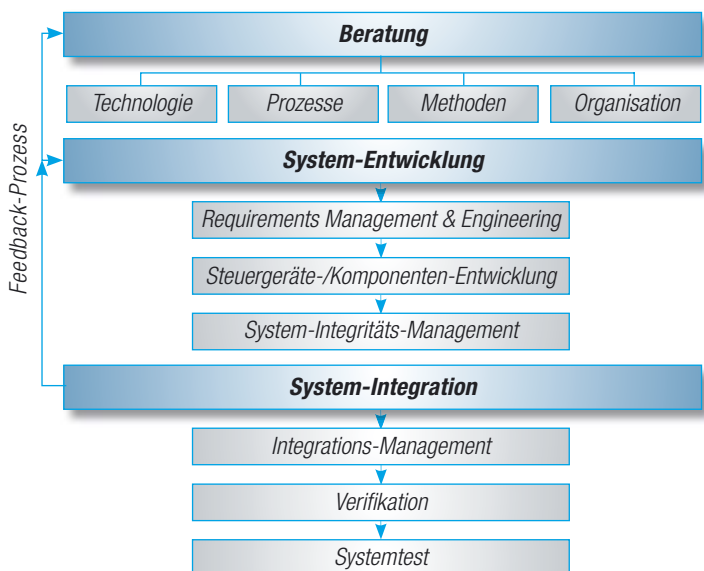 Beratung
Technologie
Prozesse
Methoden
Organisation
Feedback-Prozess
System-Entwicklung
Requirements Management & Engineering
Steuergeräte-/Komponenten-Entwicklung
System-Integritäts-Management
System-Integration
Integrations-Management
Verifikation
Systemtest